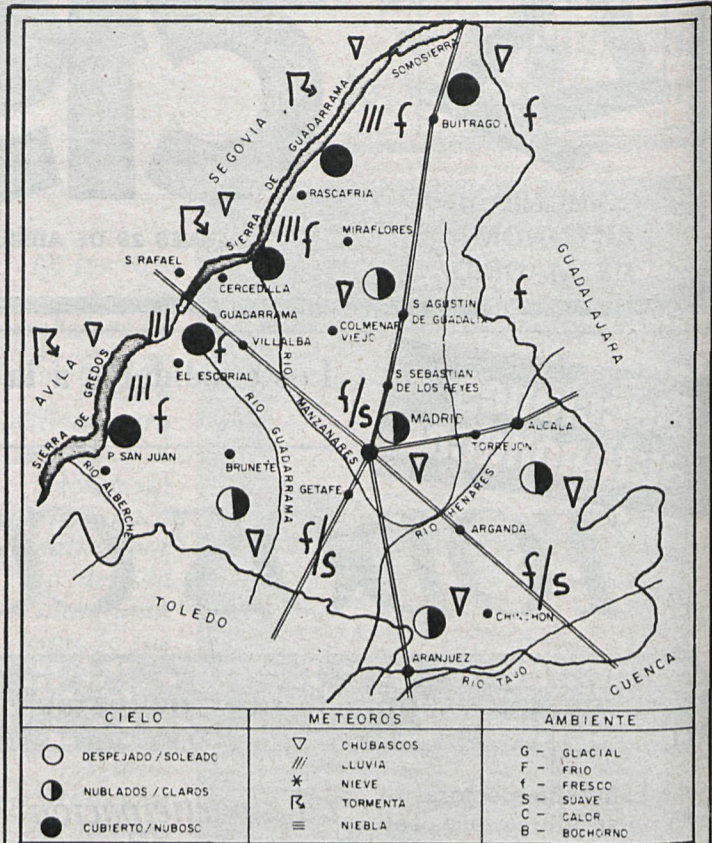 SOMOSIERRA
BUITRAGO
SEGOVIA
SIERRA DE GUADARRAMA
f
f
RASCAFRIA
MIRAFLORES
SIERRA
f
S. RAFAEL
CERCEDILLA
GUADALAJARA
f
GUADARRAMA
S AGUSTIN
DE GUADALIX
COLMENAR
VIEJO
VILLALBA
f
EL ESCORIAL
S SEBASTIAN
DE LOS REYES
AVILA
SIERRA DE GREDOS
f
RIO MANZANARES
RIO GUADARRAMA
f/s
MADRID
ALCALA
TORREJON
P. SAN JUAN
RIO ALBERCHE
BRUNETE
GETAFE
RIO HENARES
ARGANDA
f/s
f/s
TOLEDO
CHINCHON
ARANJUEZ
RIO TAJO
CUENCA
CIELO
DESPEJADO/SOLEADO
NUBLADOS/CLAROS
CUBIERTO/NUBOSO
METEOROS
CHUBASCOS
LLUVIA
NIEVE
TORMENTA
NIEBLA
AMBIENTE
G - GLACIAL
F - FRIO
f - FRESCO
S - SUAVE
C - CALOR
B - BOCHORNO